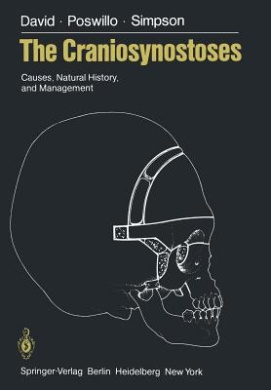 David · Poswillo · Simpson
The Craniosynostoses
Causes, Natural History,
and Management
Springer-Verlag Berlin Heidelberg New York